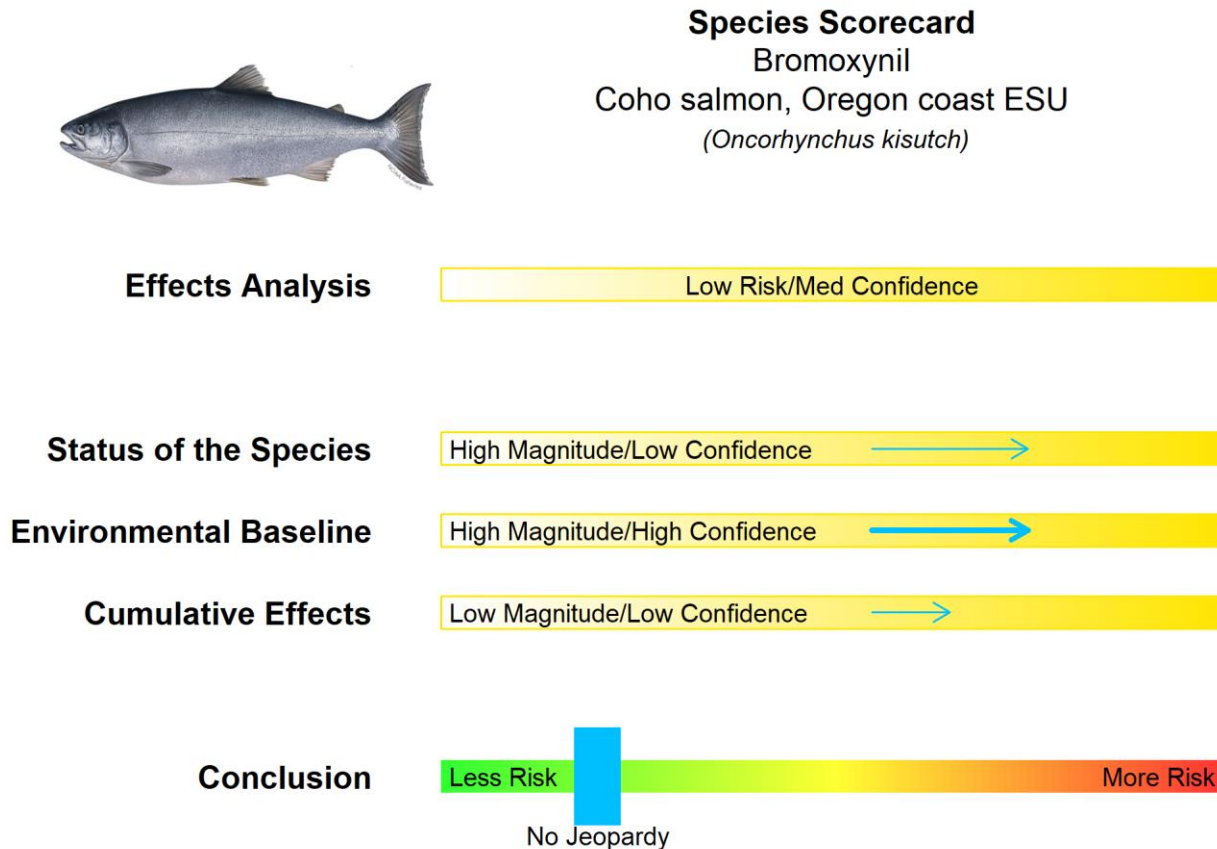 Species Scorecard
Bromoxynil
Coho salmon, Oregon coast ESU
(Oncorhynchus kisutch)
NOAA Fisheries
Effects Analysis
Low Risk/Med Confidence
Status of the Species
High Magnitude/Low Confidence
Environmental Baseline
High Magnitude/High Confidence
Cumulative Effects
Low Magnitude/Low Confidence
Conclusion
Less Risk
More Risk
No Jeopardy